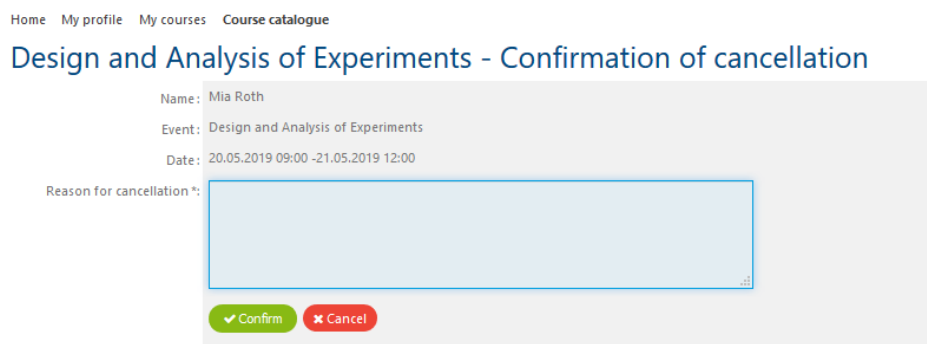 Home My profile My courses Course catalogue
Design and Analysis of Experiments - Confirmation of cancellation
Name: Mia Roth
Event: Design and Analysis of Experiments
Date: 20.05.2019 09:00 -21.05.2019 12:00
Reason for cancellation *:
Confirm Cancel